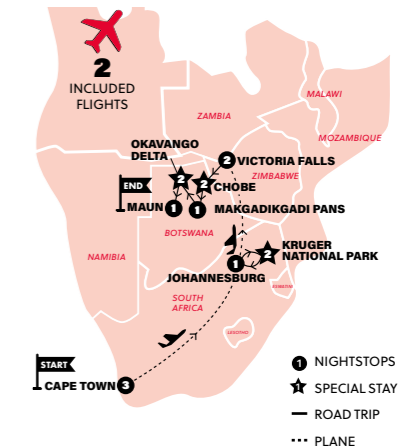 2
INCLUDED
FLIGHTS
MALAWI
ZAMBIA
MOZAMBIQUE
OKAVANGO
DELTA
2 VICTORIA FALLS
2
2 CHOBE
ZIMBABWE
END
MAUN 1
1 MAKGADIKGADI PANS
BOTSWANA
NAMIBIA
2 KRUGER
NATIONAL PARK
1
JOHANNESBURG
ESWATINI
SOUTH
AFRICA
LESOTHO
START
CAPE TOWN 3
1 NIGHTSTOPS
1 SPECIAL STAY
ROAD TRIP
PLANE